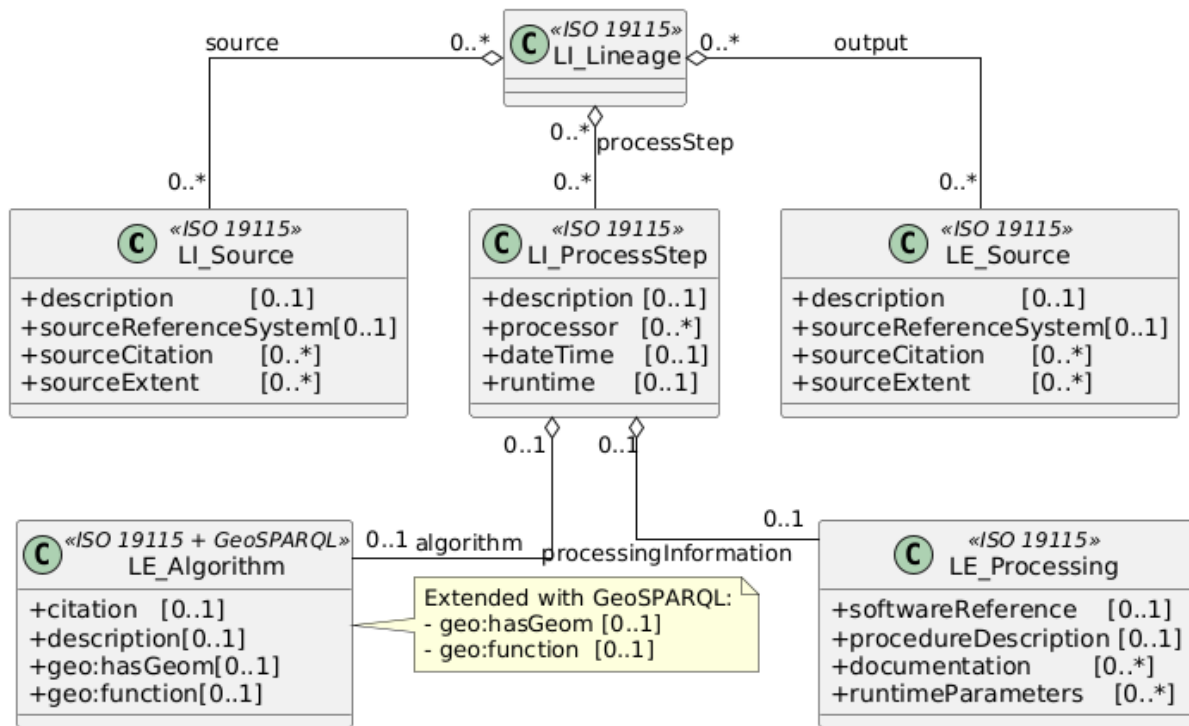 «ISO 19115»
C LI_Lineage
source
0..*
0..*
output
0..*
processStep
0..*
0..*
0..*
«ISO 19115»
C LI_Source
+description [0..1]
+sourceReferenceSystem[0..1]
+sourceCitation [0..*]
+sourceExtent [0..*]
«ISO 19115»
C LI_ProcessStep
+description [0..1]
+processor [0..*]
+dateTime [0..1]
+runtime [0..1]
«ISO 19115»
C LE_Source
+description [0..1]
+sourceReferenceSystem[0..1]
+sourceCitation [0..*]
+sourceExtent [0..*]
0..1
0..1
0..1 algorithm
processingInformation
0..1
«ISO 19115 + GeoSPARQL»
C LE_Algorithm
+citation [0..1]
+description[0..1]
+geo:hasGeom[0..1]
+geo:function[0..1]
Extended with GeoSPARQL:
- geo:hasGeom [0..1]
- geo:function [0..1]
«ISO 19115»
C LE_Processing
+softwareReference [0..1]
+procedureDescription [0..1]
+documentation [0..*]
+runtimeParameters [0..*]